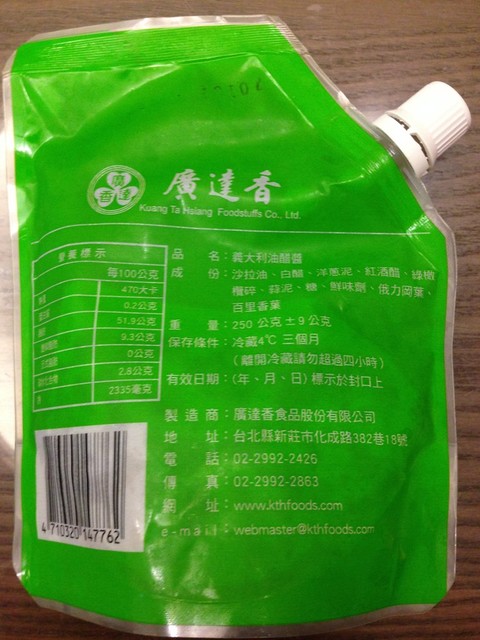 廣達香
Kuang Ta Hsiang Foodstuffs Co., Ltd.
營養標示
每100公克
470大卡
0.2公克
51.9公克
9.3公克
0公克
2.8公克
2335毫克
品 名：義大利油醋醬
成 份：沙拉油、白醋、洋蔥泥、紅酒醋、綠橄
欖碎、蒜泥、糖、鮮味劑、俄力岡葉、
百里香葉
重 量：250 公克±9 公克
保存條件：冷藏4℃ 三個月
（離開冷藏請勿超過四小時）
有效日期：(年、月、日) 標示於封口上
製造商：廣達香食品股份有限公司
地 址：台北縣新莊市化成路382巷18號
電 話：02-2992-2426
傳 真：02-2992-2863
網 址：www.kthfoods.com
e-mail：webmaster@kthfoods.com
4 710320 147762